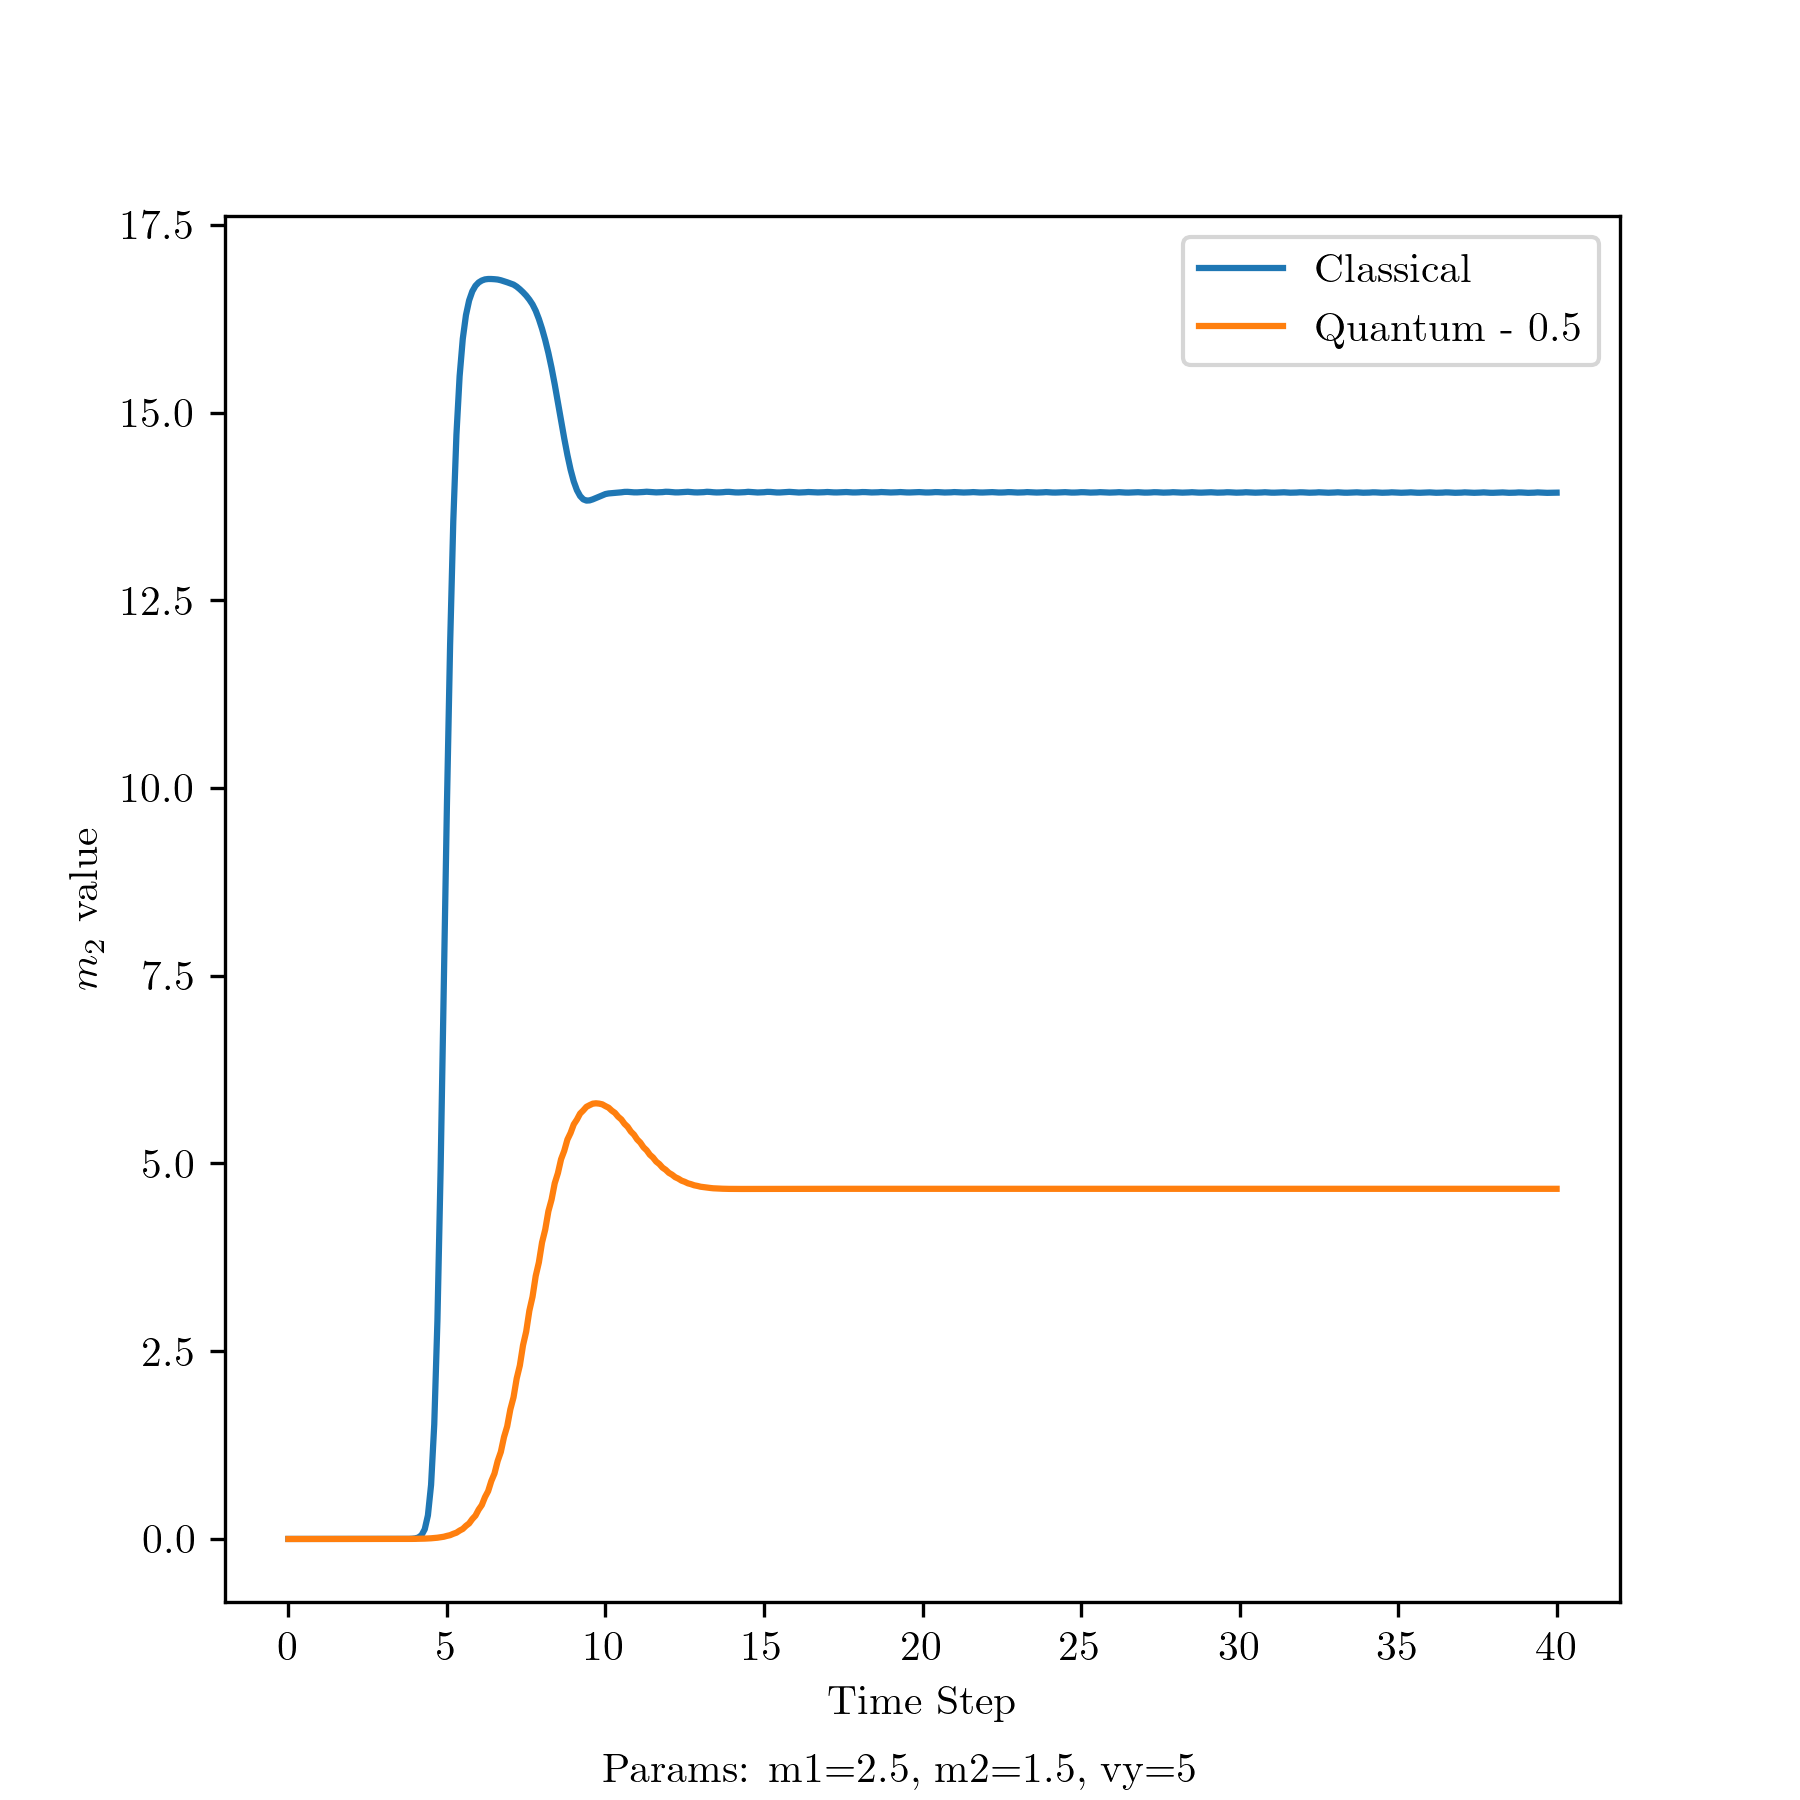 17.5
15.0
12.5
10.0
7.5
5.0
2.5
0.0
m₂ value
Classical
Quantum - 0.5
0 5 10 15 20 25 30 35 40
Time Step
Params: m1=2.5, m2=1.5, vy=5